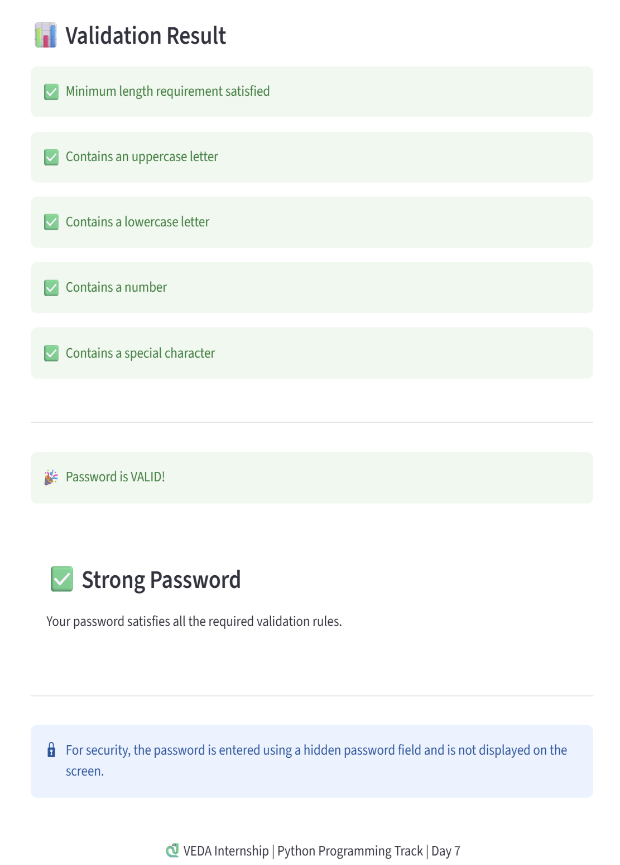 Validation Result
Minimum length requirement satisfied
Contains an uppercase letter
Contains a lowercase letter
Contains a number
Contains a special character
Password is VALID!
Strong Password
Your password satisfies all the required validation rules.
For security, the password is entered using a hidden password field and is not displayed on the
screen.
VEDA Internship | Python Programming Track | Day 7